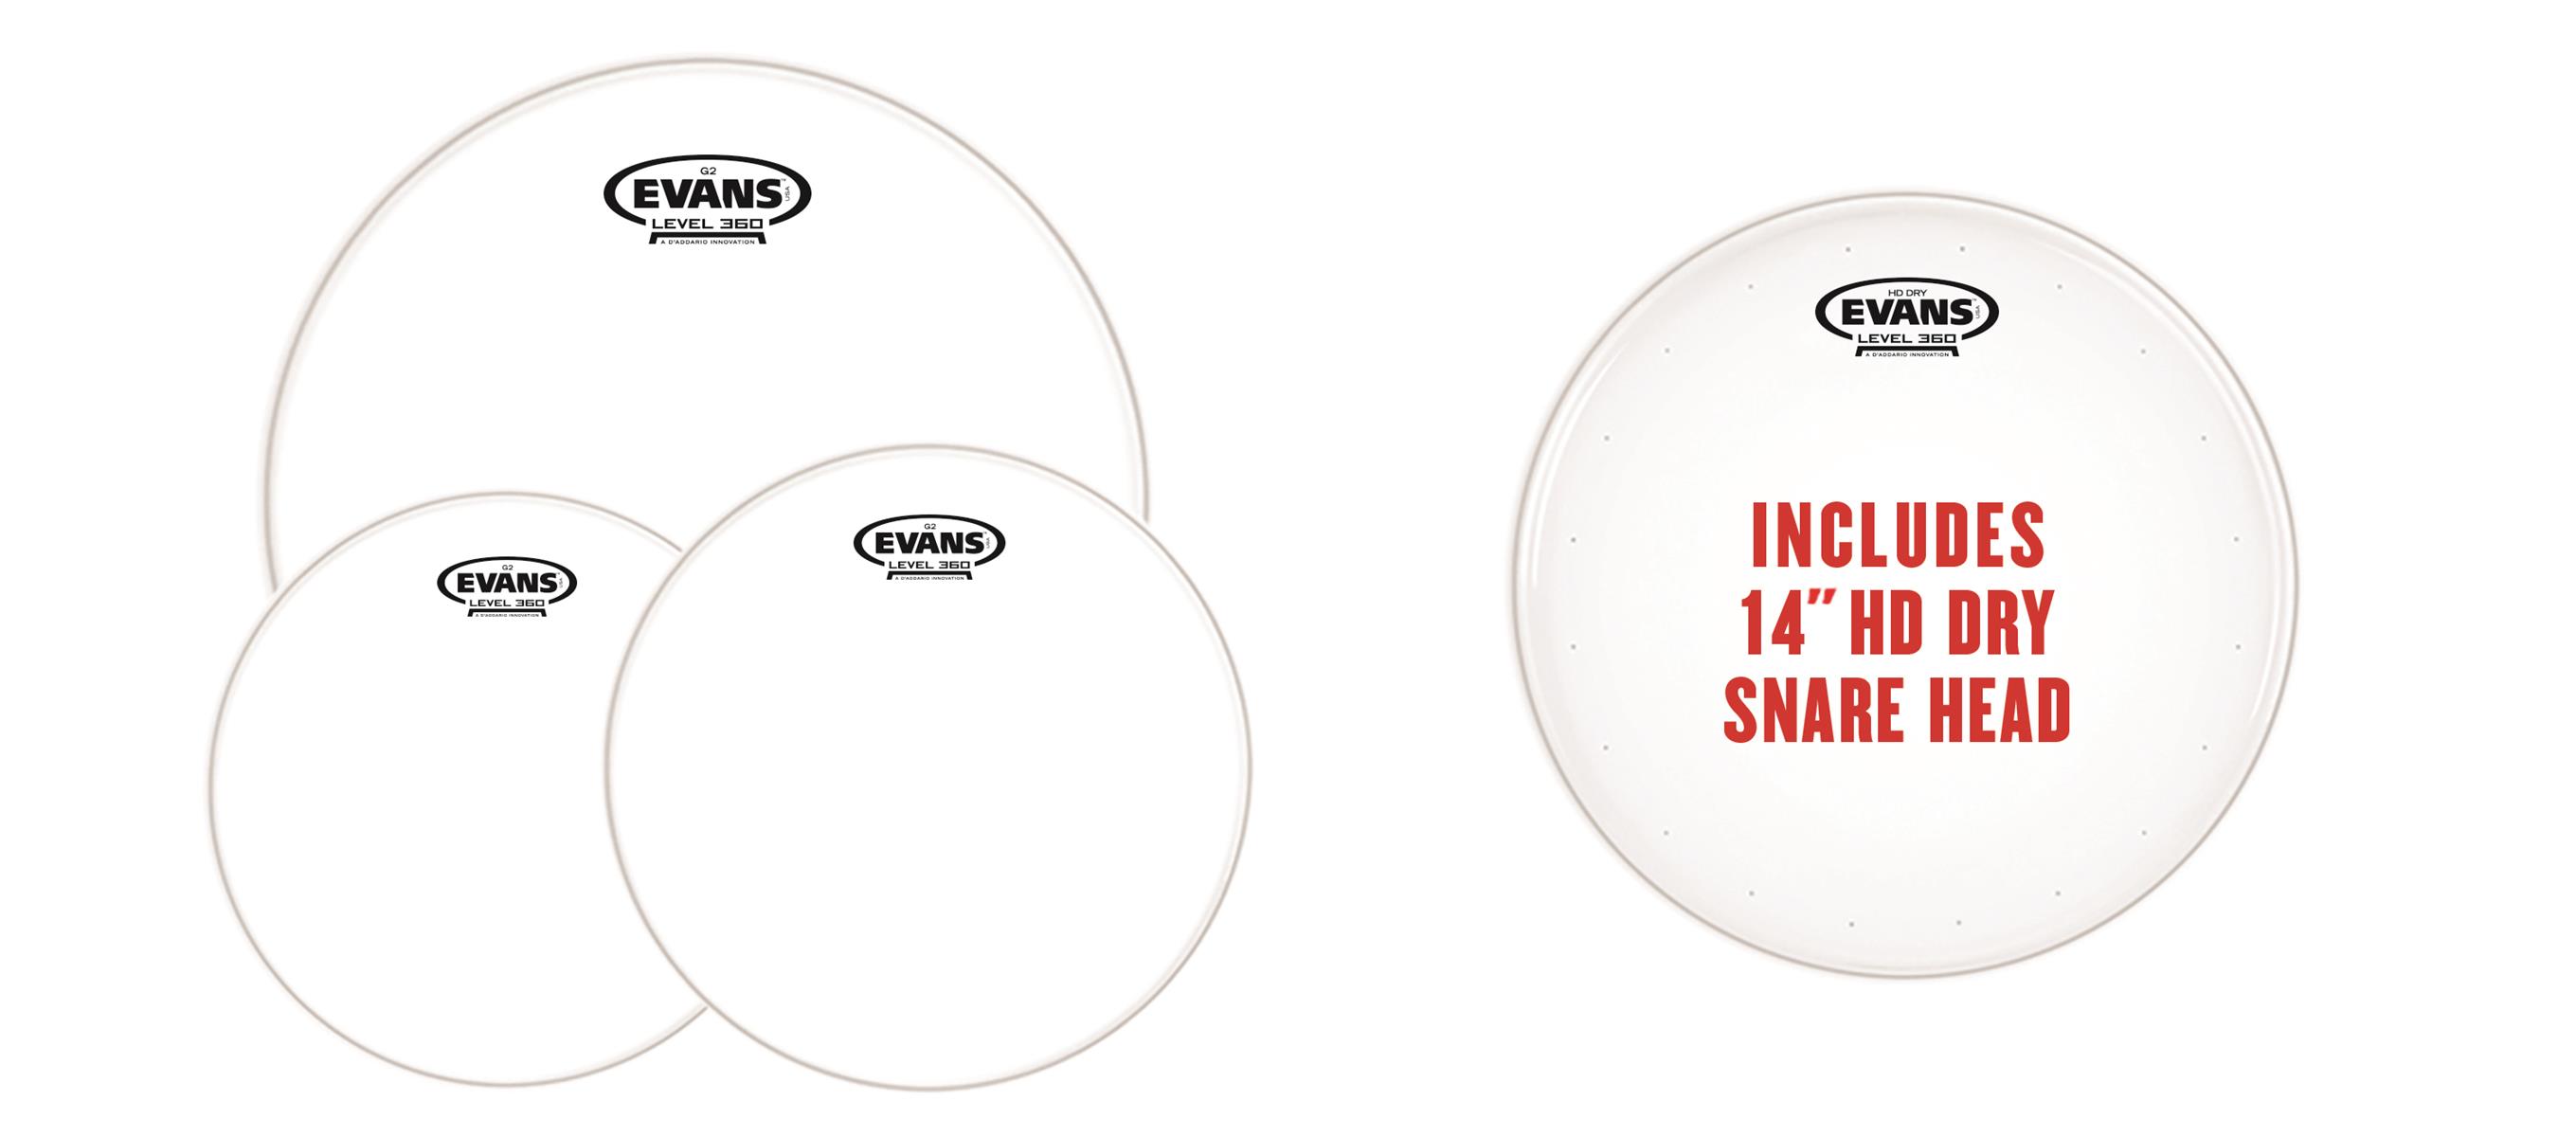 G2
EVANS USA
LEVEL 360
A D'ADDARIO INNOVATION
G2
EVANS USA
LEVEL 360
A D'ADDARIO INNOVATION
G2
EVANS USA
LEVEL 360
A D'ADDARIO INNOVATION
HD DRY
EVANS USA
LEVEL 360
A D'ADDARIO INNOVATION
INCLUDES
14" HD DRY
SNARE HEAD